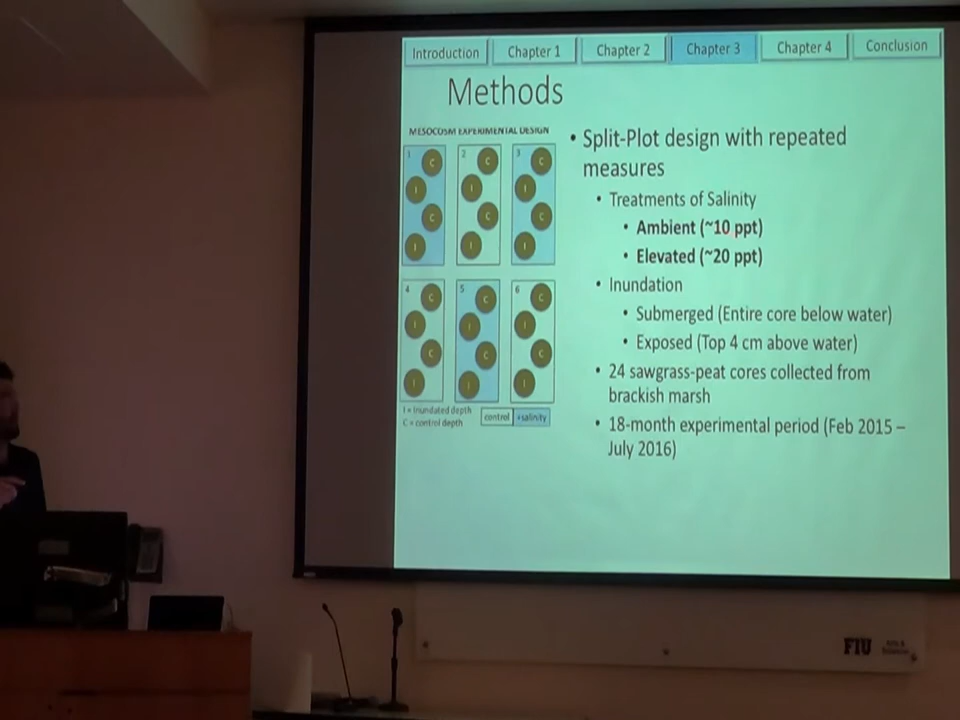 Introduction Chapter 1 Chapter 2 Chapter 3 Chapter 4 Conclusion
Methods
MESOCOSM EXPERIMENTAL DESIGN
1 C I C I
2 C I C I
3 C I C I
4 C I C I
5 C I C I
6 C I C I
I = Inundated depth
C = control depth
control +salinity
• Split-Plot design with repeated
measures
• Treatments of Salinity
• Ambient (~10 ppt)
• Elevated (~20 ppt)
• Inundation
• Submerged (Entire core below water)
• Exposed (Top 4 cm above water)
• 24 sawgrass-peat cores collected from
brackish marsh
• 18-month experimental period (Feb 2015 –
July 2016)
FIU